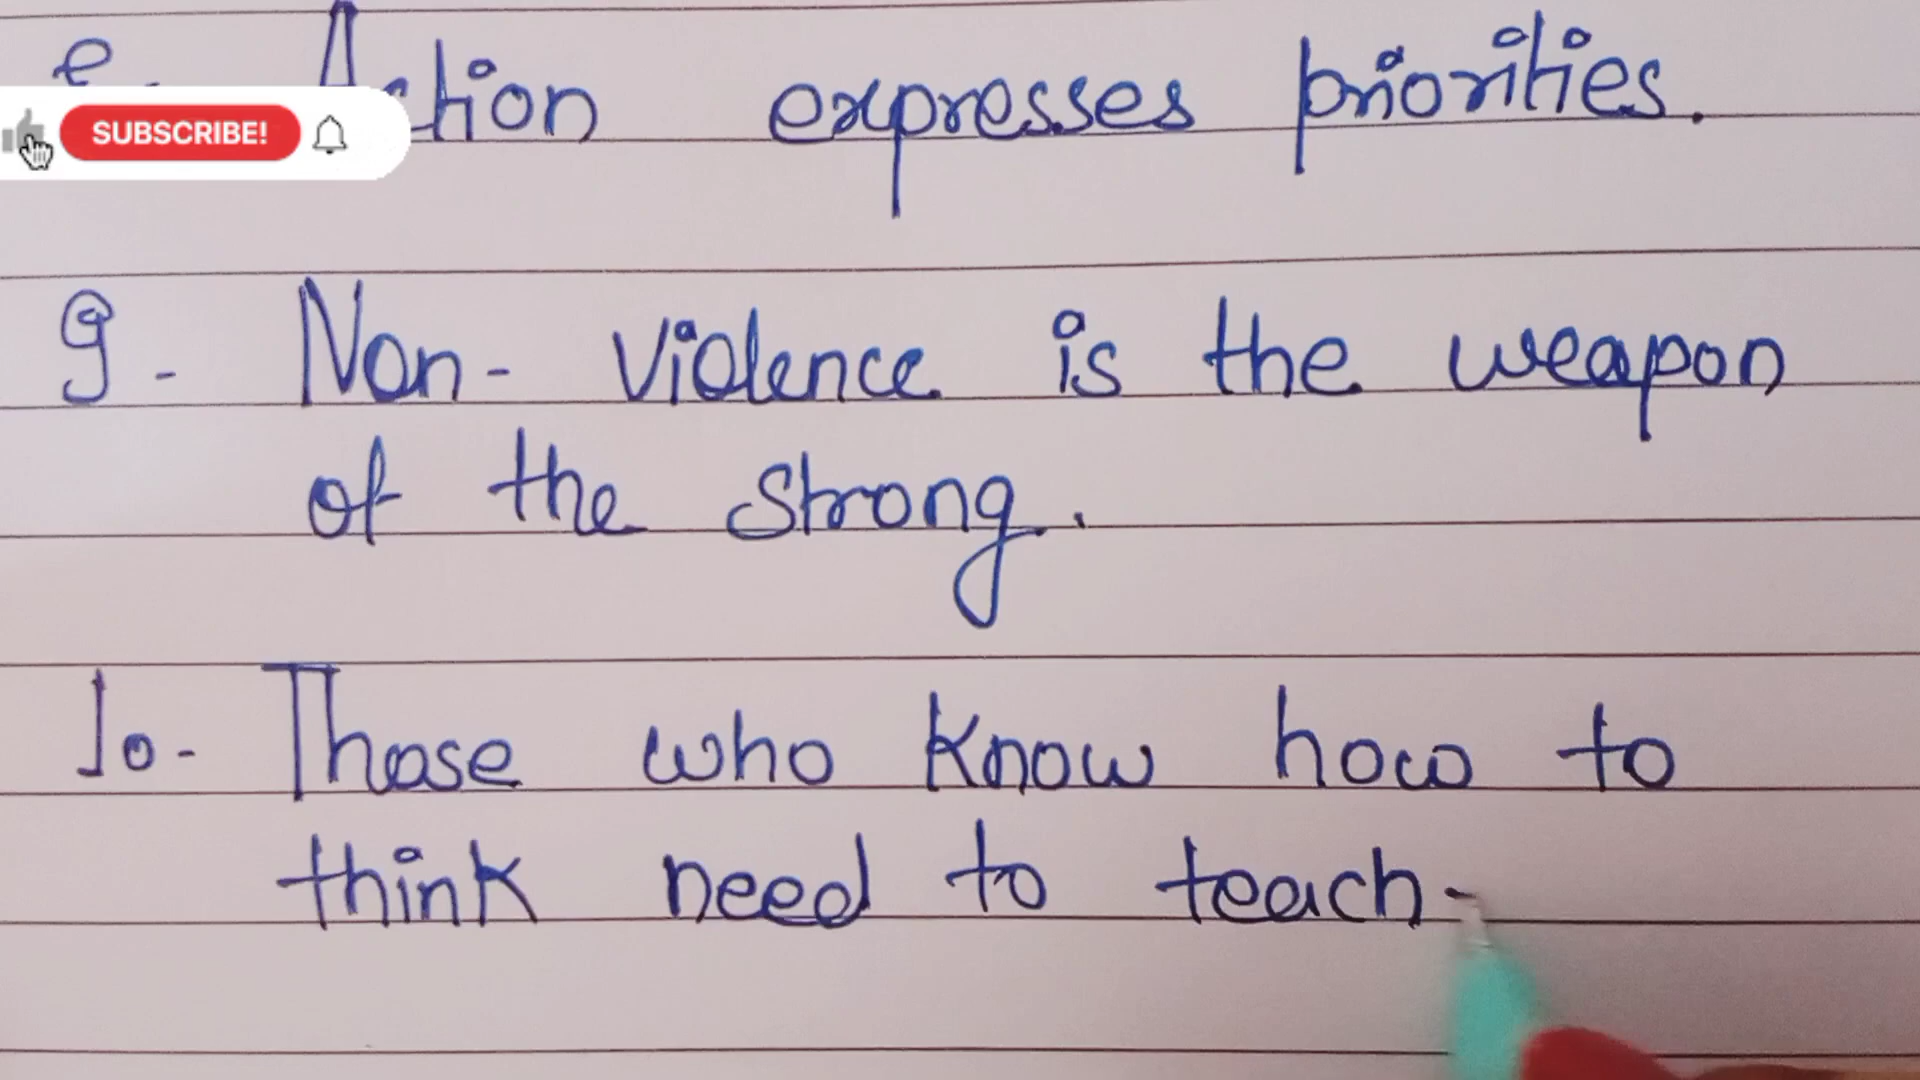 Action expresses priorities.
SUBSCRIBE!
9- Non-violence is the weapon
of the strong.
10- Those who know how to
think need to teach-